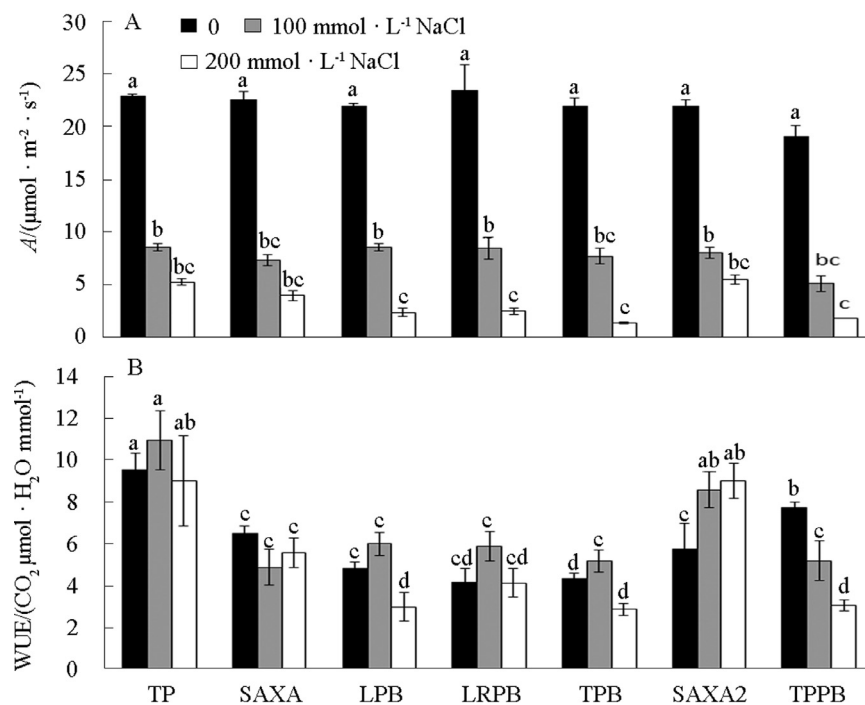 A
0
100 mmol · L⁻¹ NaCl
200 mmol · L⁻¹ NaCl
A/(μmol · m⁻² · s⁻¹)
30
25
20
15
10
5
0
a a a a a a a
b bc b b bc b bc
bc bc c c c bc c
B
WUE/(CO₂ μmol · H₂O mmol⁻¹)
14
12
10
8
6
4
2
0
a a ab
c c c
c c d
cd c cd
c c d
c ab ab
b c d
TP SAXA LPB LRPB TPB SAXA2 TPPB